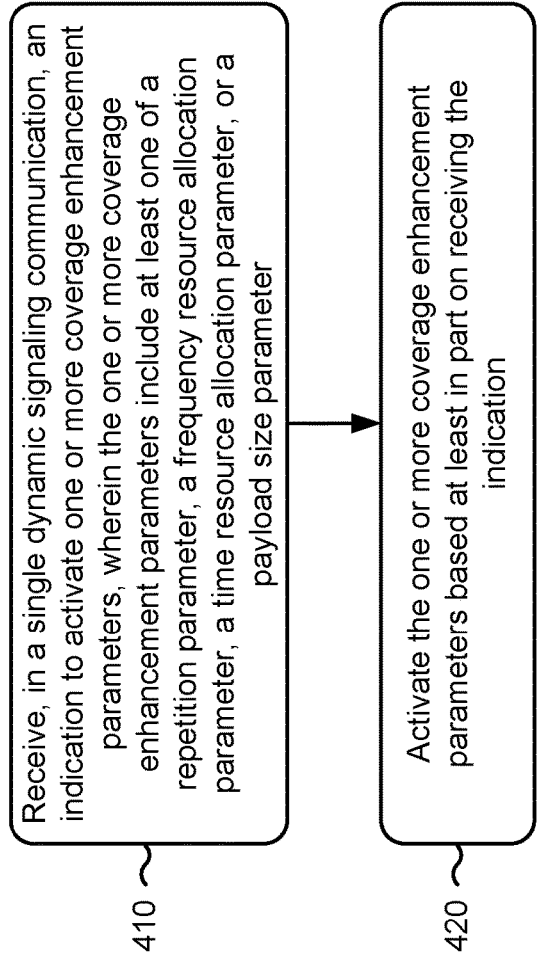 Receive, in a single dynamic signaling communication, an
indication to activate one or more coverage enhancement
parameters, wherein the one or more coverage
enhancement parameters include at least one of a
repetition parameter, a frequency resource allocation
parameter, a time resource allocation parameter, or a
payload size parameter
410
Activate the one or more coverage enhancement
parameters based at least in part on receiving the
indication
420